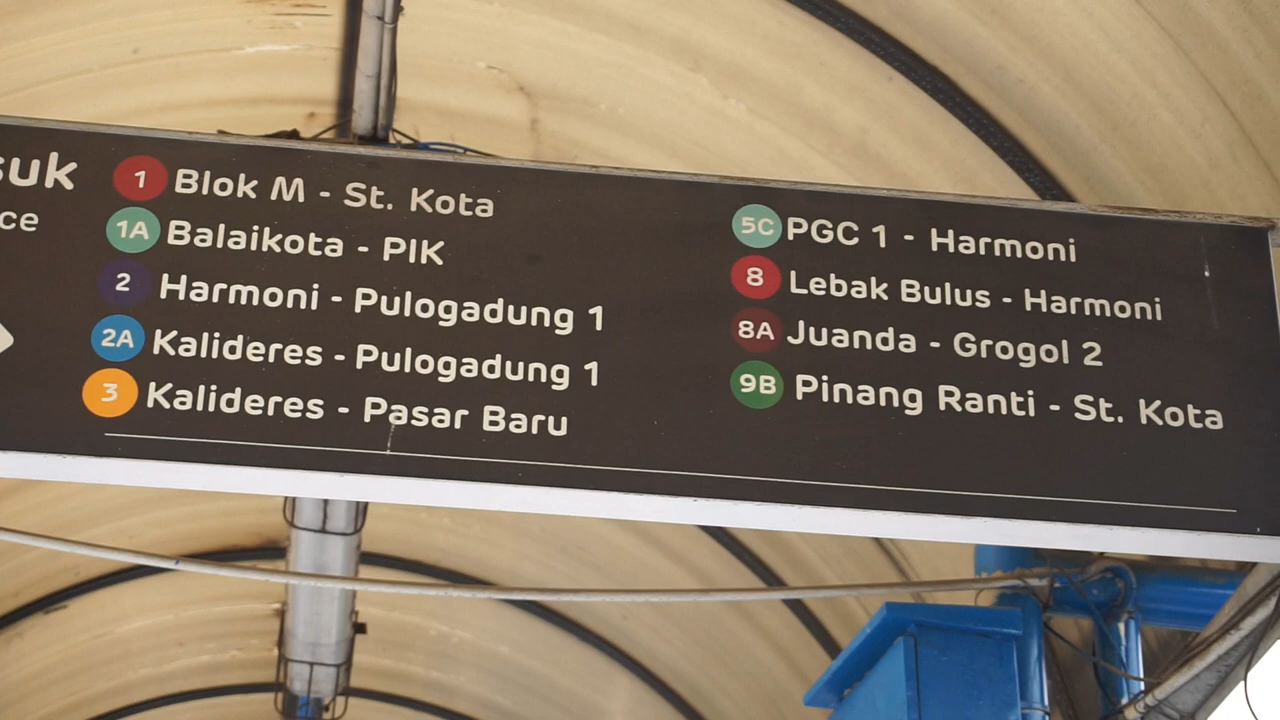 suk
ce
1 Blok M - St. Kota
1A Balaikota - PIK
2 Harmoni - Pulogadung 1
2A Kalideres - Pulogadung 1
3 Kalideres - Pasar Baru
5C PGC 1 - Harmoni
8 Lebak Bulus - Harmoni
8A Juanda - Grogol 2
9B Pinang Ranti - St. Kota